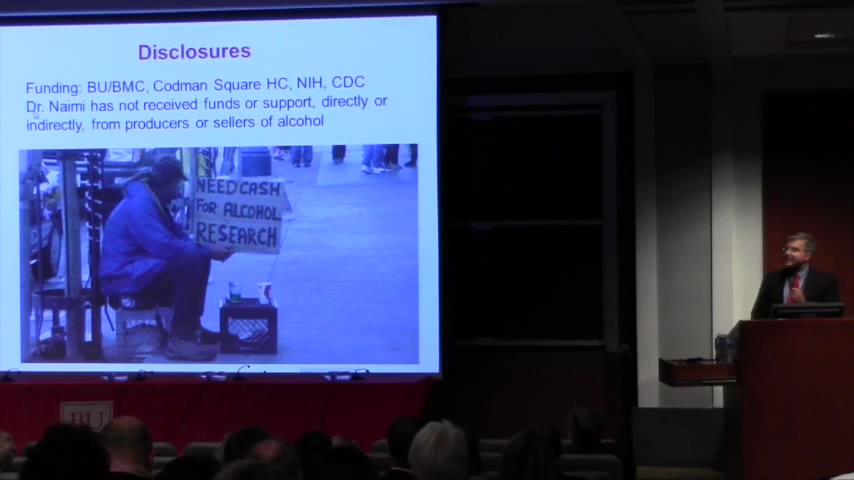 Disclosures
Funding: BU/BMC, Codman Square HC, NIH, CDC
Dr. Naimi has not received funds or support, directly or
indirectly, from producers or sellers of alcohol
NEED CASH
FOR ALCOHOL
RESEARCH
BU